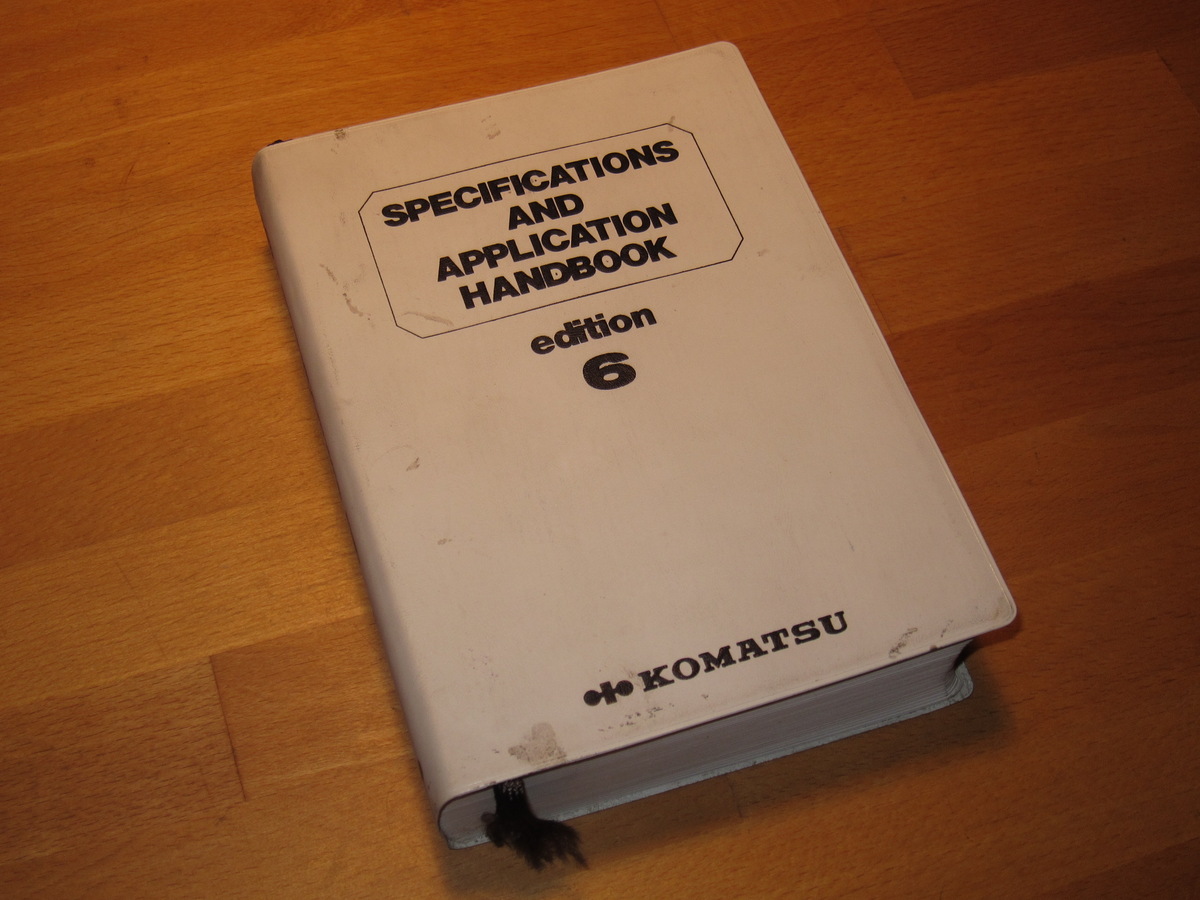 SPECIFICATIONS
AND
APPLICATION
HANDBOOK
edition
6
KOMATSU